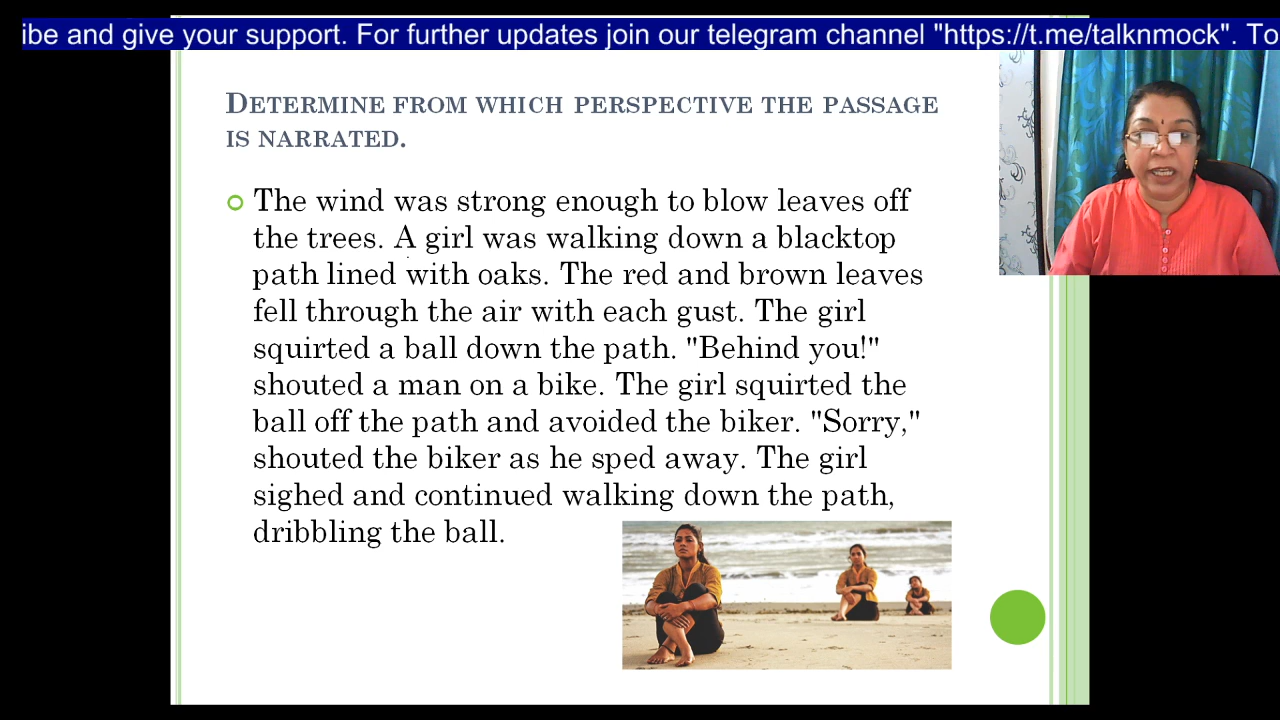 ibe and give your support. For further updates join our telegram channel "https://t.me/talknmock". To
DETERMINE FROM WHICH PERSPECTIVE THE PASSAGE
IS NARRATED.
The wind was strong enough to blow leaves off
the trees. A girl was walking down a blacktop
path lined with oaks. The red and brown leaves
fell through the air with each gust. The girl
squirted a ball down the path. "Behind you!"
shouted a man on a bike. The girl squirted the
ball off the path and avoided the biker. "Sorry,"
shouted the biker as he sped away. The girl
sighed and continued walking down the path,
dribbling the ball.